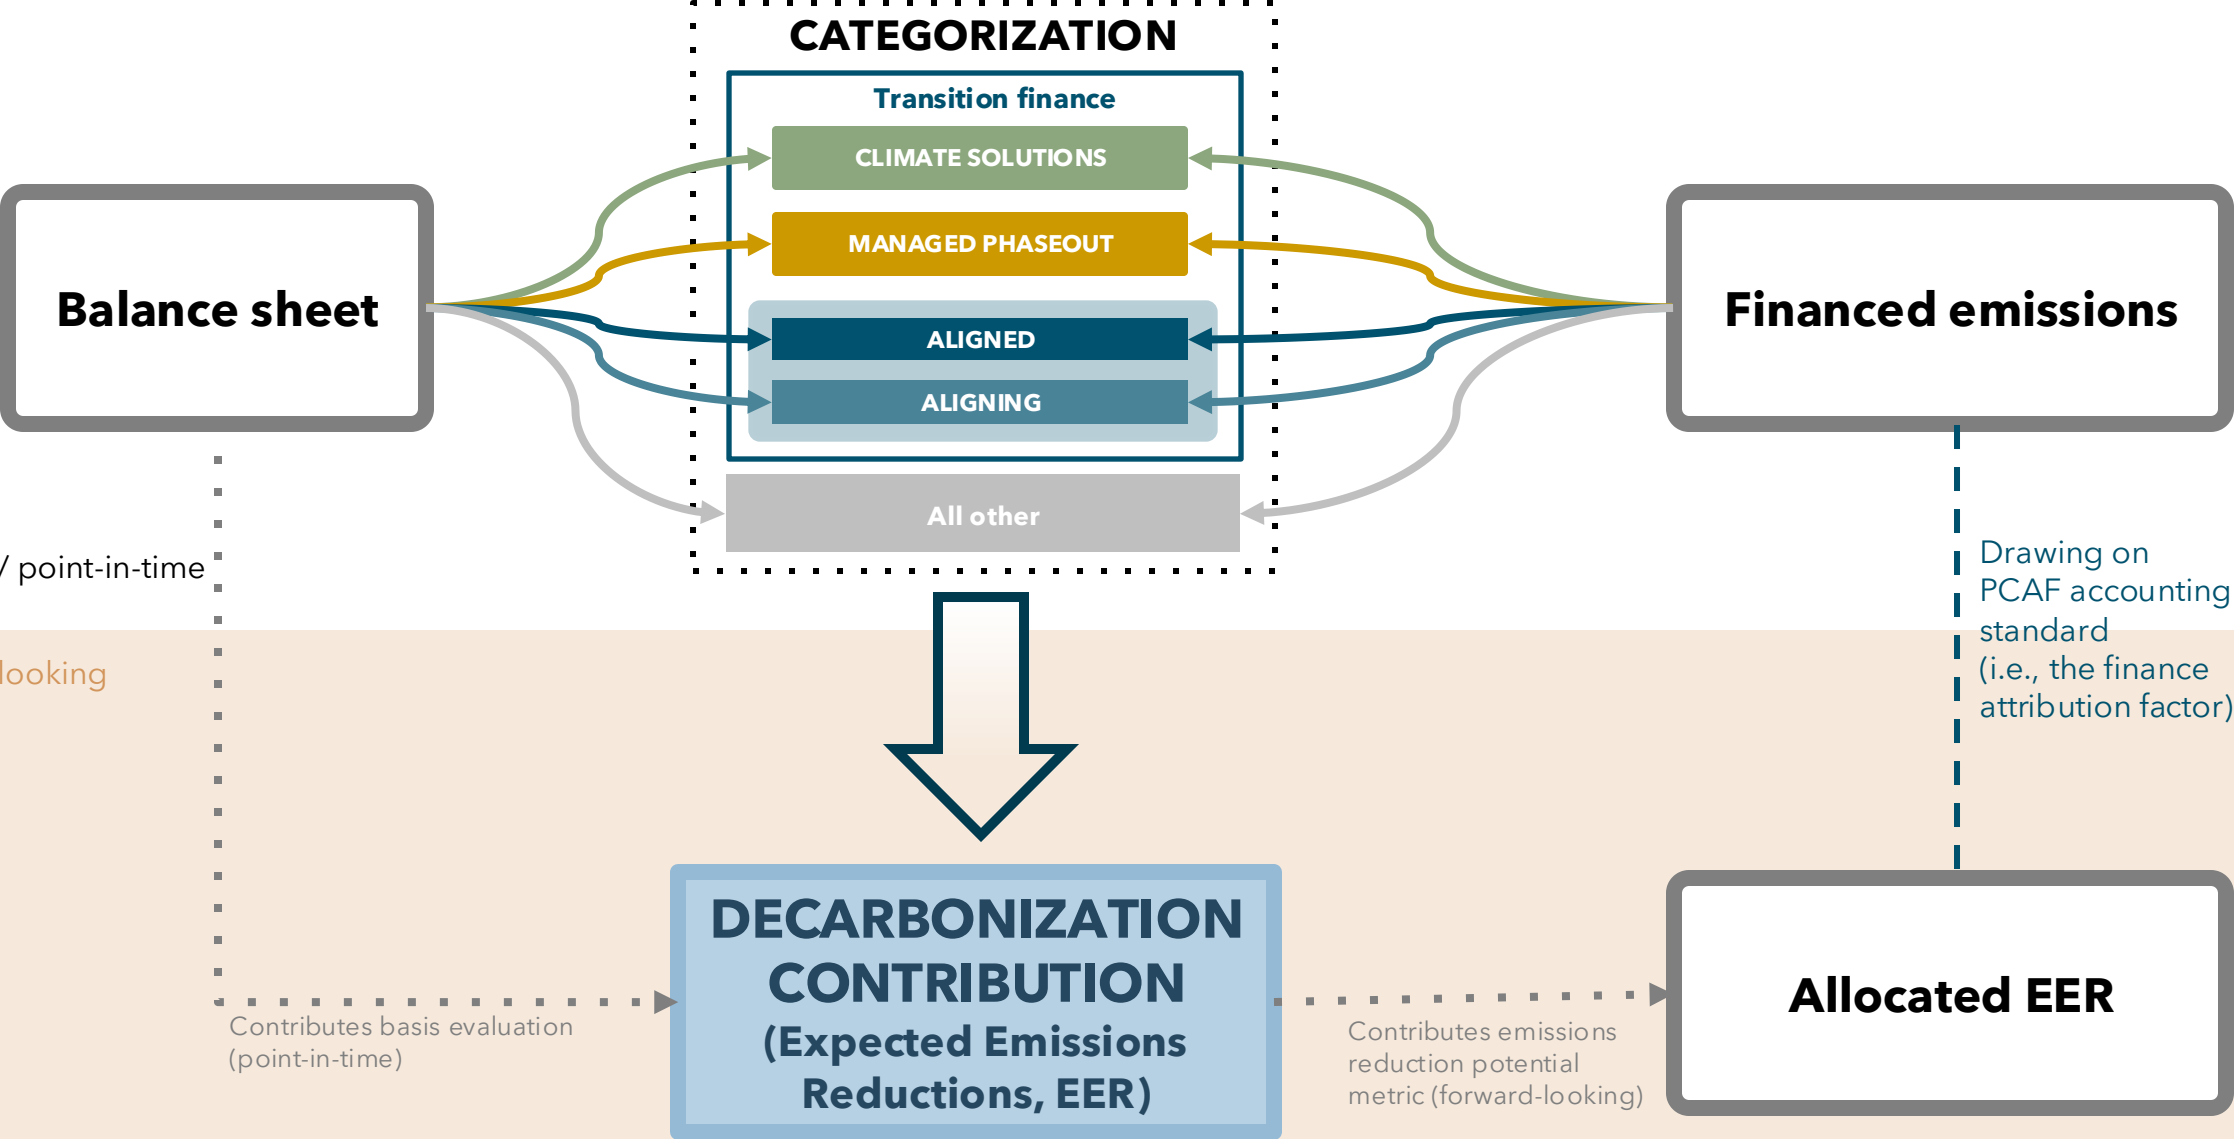 CATEGORIZATION
Transition finance
CLIMATE SOLUTIONS
MANAGED PHASEOUT
Balance sheet
Financed emissions
ALIGNED
ALIGNING
All other
/ point-in-time
Drawing on
PCAF accounting
standard
(i.e., the finance
attribution factor)
looking
DECARBONIZATION
CONTRIBUTION
(Expected Emissions
Reductions, EER)
Allocated EER
Contributes basis evaluation
(point-in-time)
Contributes emissions
reduction potential
metric (forward-looking)